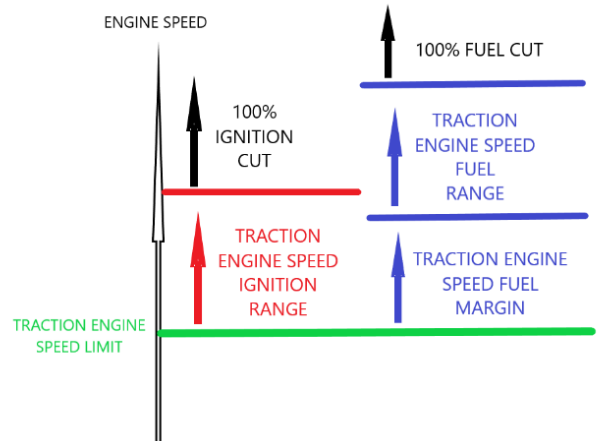 ENGINE SPEED
100% FUEL CUT
100%
IGNITION
CUT
TRACTION
ENGINE SPEED
FUEL
RANGE
TRACTION
ENGINE SPEED
IGNITION
RANGE
TRACTION ENGINE
SPEED FUEL
MARGIN
TRACTION ENGINE
SPEED LIMIT